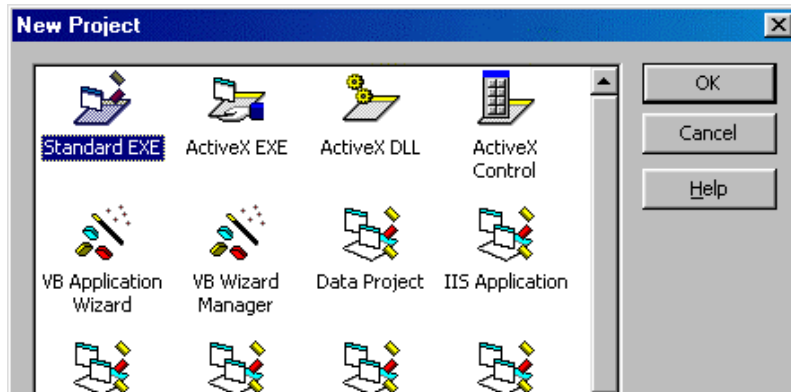 New Project
Standard EXE
ActiveX EXE
ActiveX DLL
ActiveX
Control
OK
Cancel
Help
VB Application
Wizard
VB Wizard
Manager
Data Project
IIS Application